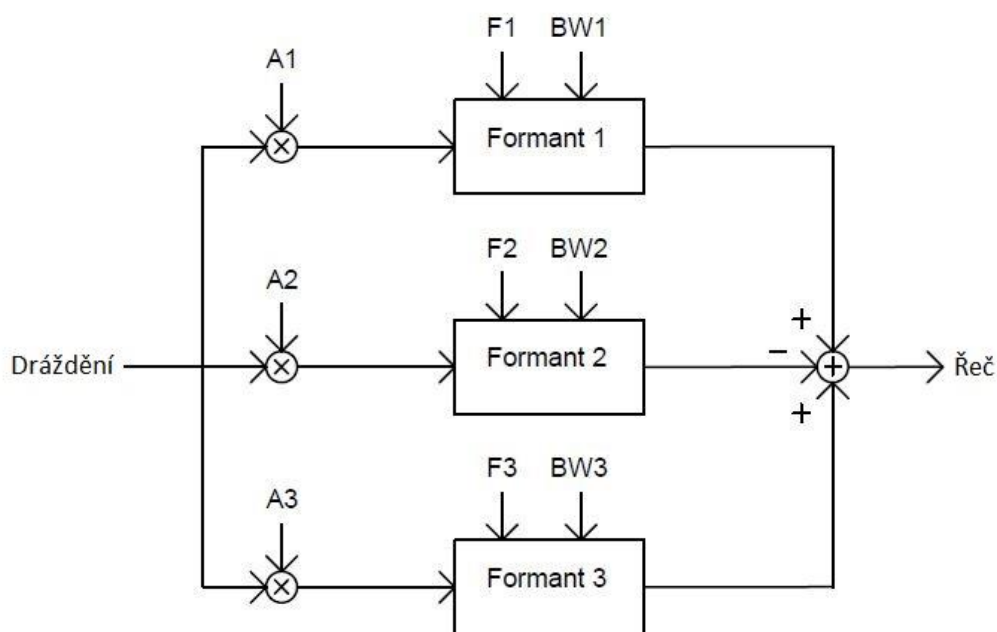 F1 BW1
A1
Formant 1
F2 BW2
A2
Formant 2
Dráždění
+
−
+
+
Řeč
F3 BW3
A3
Formant 3